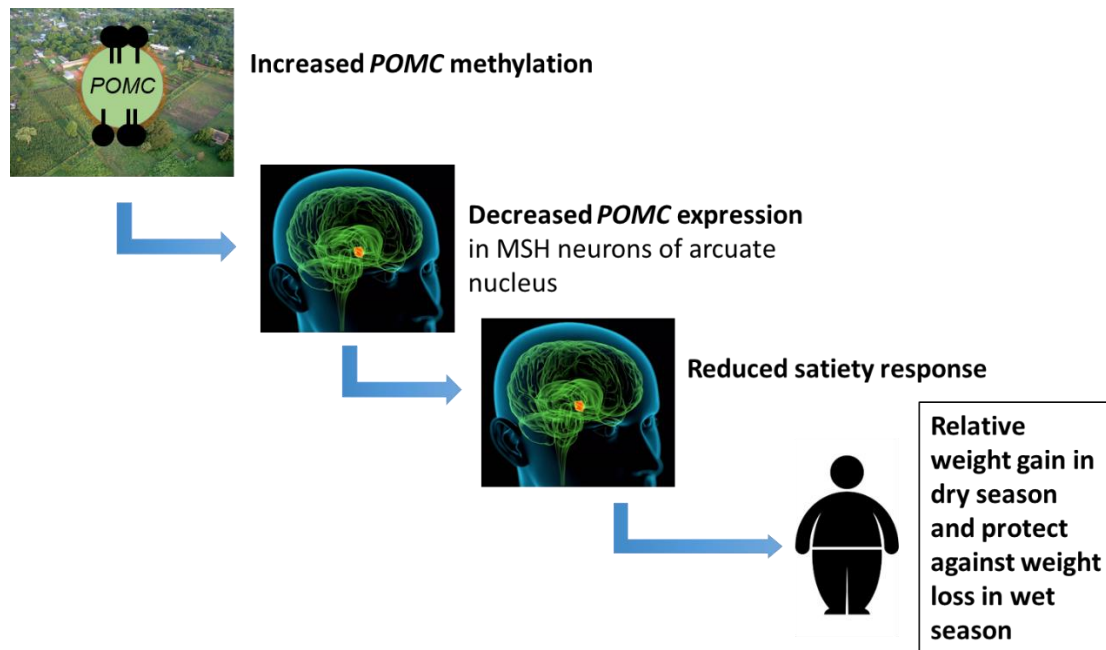 POMC
Increased POMC methylation
Decreased POMC expression
in MSH neurons of arcuate
nucleus
Reduced satiety response
Relative
weight gain in
dry season
and protect
against weight
loss in wet
season